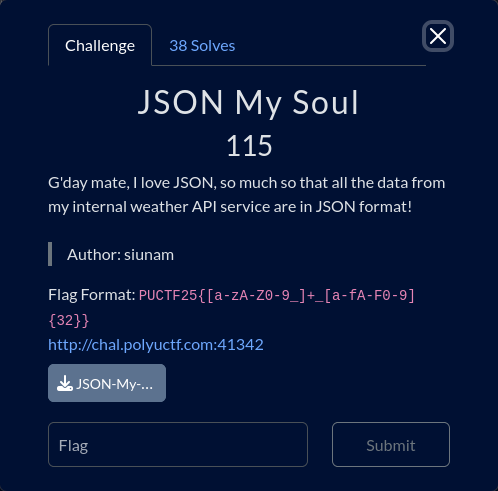 Challenge
38 Solves
JSON My Soul
115
G'day mate, I love JSON, so much so that all the data from
my internal weather API service are in JSON format!
Author: siunam
Flag Format: PUCTF25{[a-zA-Z0-9_]+_[a-fA-F0-9]
{32}}
http://chal.polyuctf.com:41342
JSON-My-...
Flag
Submit